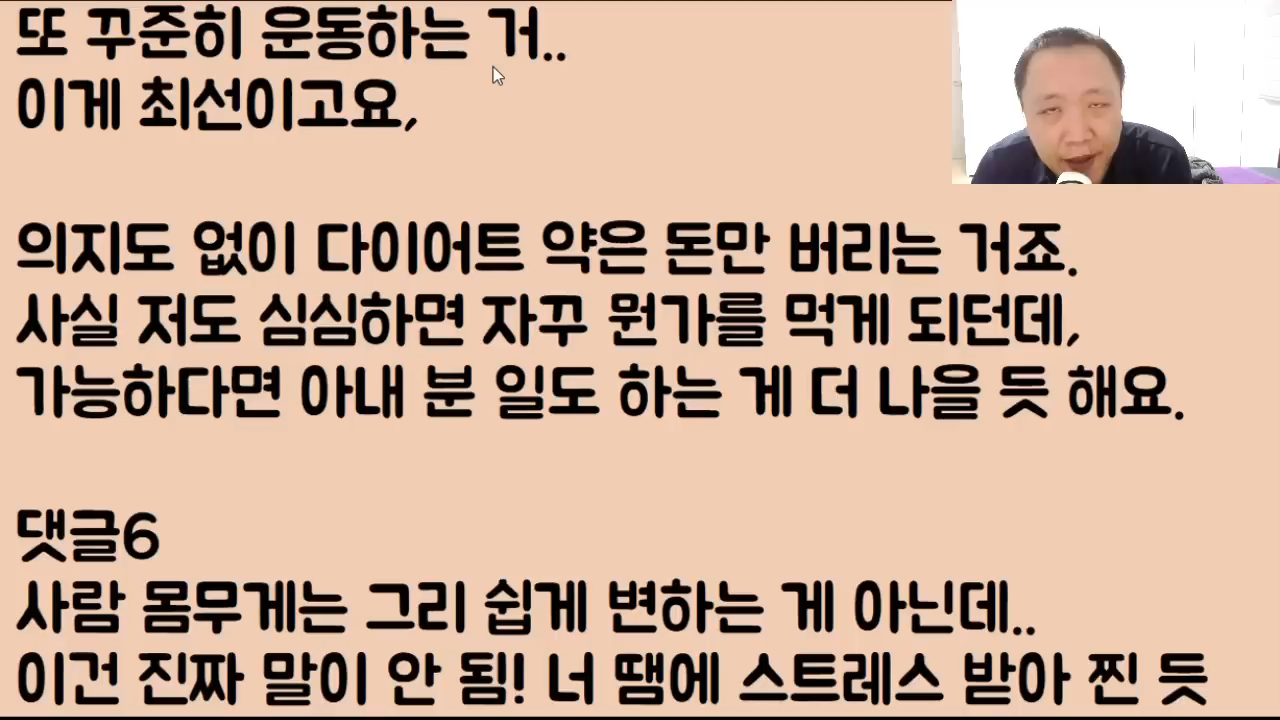 또 꾸준히 운동하는 거..
이게 최선이고요,
의지도 없이 다이어트 약은 돈만 버리는 거죠.
사실 저도 심심하면 자꾸 뭔가를 먹게 되던데,
가능하다면 아내 분 일도 하는 게 더 나을 듯 해요.
댓글6
사람 몸무게는 그리 쉽게 변하는 게 아닌데..
이건 진짜 말이 안 됨! 너 땜에 스트레스 받아 찐 듯